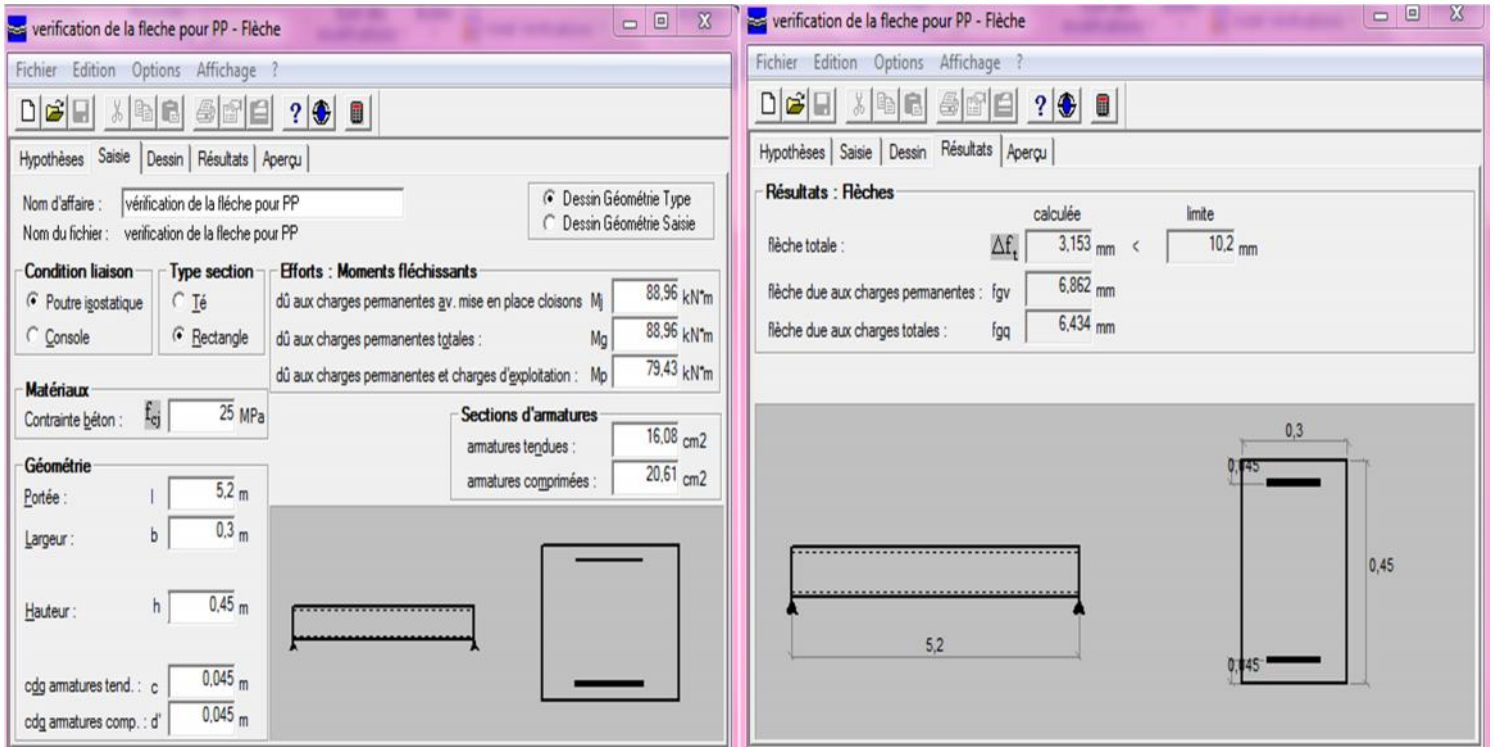 verification de la fleche pour PP - Flèche
Fichier Edition Options Affichage ?
Hypothèses Saisie Dessin Résultats Aperçu
Nom d'affaire : vérification de la fléche pour PP
Nom du fichier : verification de la fleche pour PP
Dessin Géométrie Type
Dessin Géométrie Saisie
Condition liaison
Poutre isostatique
Console
Type section
Té
Rectangle
Efforts : Moments fléchissants
dû aux charges permanentes av. mise en place cloisons Mj 88,96 kN*m
dû aux charges permanentes totales : Mg 88,96 kN*m
dû aux charges permanentes et charges d'exploitation : Mp 79,43 kN*m
Matériaux
Contrainte béton : fcj 25 MPa
Sections d'armatures
armatures tendues : 16,08 cm2
armatures comprimées : 20,61 cm2
Géométrie
Portée : l 5,2 m
Largeur : b 0,3 m
Hauteur : h 0,45 m
cdg armatures tend. : c 0,045 m
cdg armatures comp. : d' 0,045 m
verification de la fleche pour PP - Flèche
Fichier Edition Options Affichage ?
Hypothèses Saisie Dessin Résultats Aperçu
Résultats : Flèches
calculée limite
flèche totale : Δft 3,153 mm < 10,2 mm
flèche due aux charges permanentes : fgv 6,862 mm
flèche due aux charges totales : fgq 6,434 mm
0,3
0,045
0,45
5,2
0,045